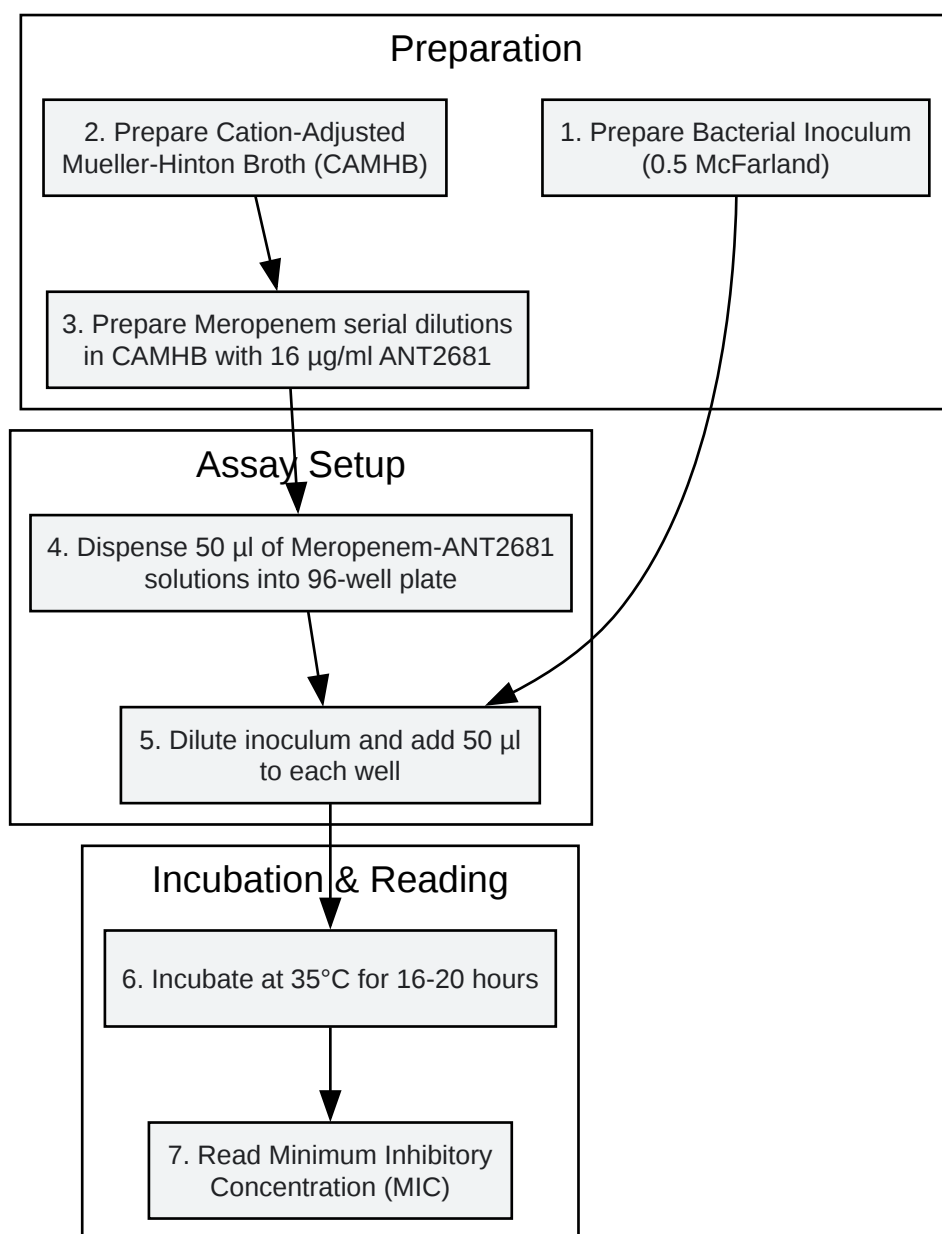 Preparation
2. Prepare Cation-Adjusted
Mueller-Hinton Broth (CAMHB)
1. Prepare Bacterial Inoculum
(0.5 McFarland)
3. Prepare Meropenem serial dilutions
in CAMHB with 16 µg/ml ANT2681
Assay Setup
4. Dispense 50 µl of Meropenem-ANT2681
solutions into 96-well plate
5. Dilute inoculum and add 50 µl
to each well
Incubation & Reading
6. Incubate at 35°C for 16-20 hours
7. Read Minimum Inhibitory
Concentration (MIC)